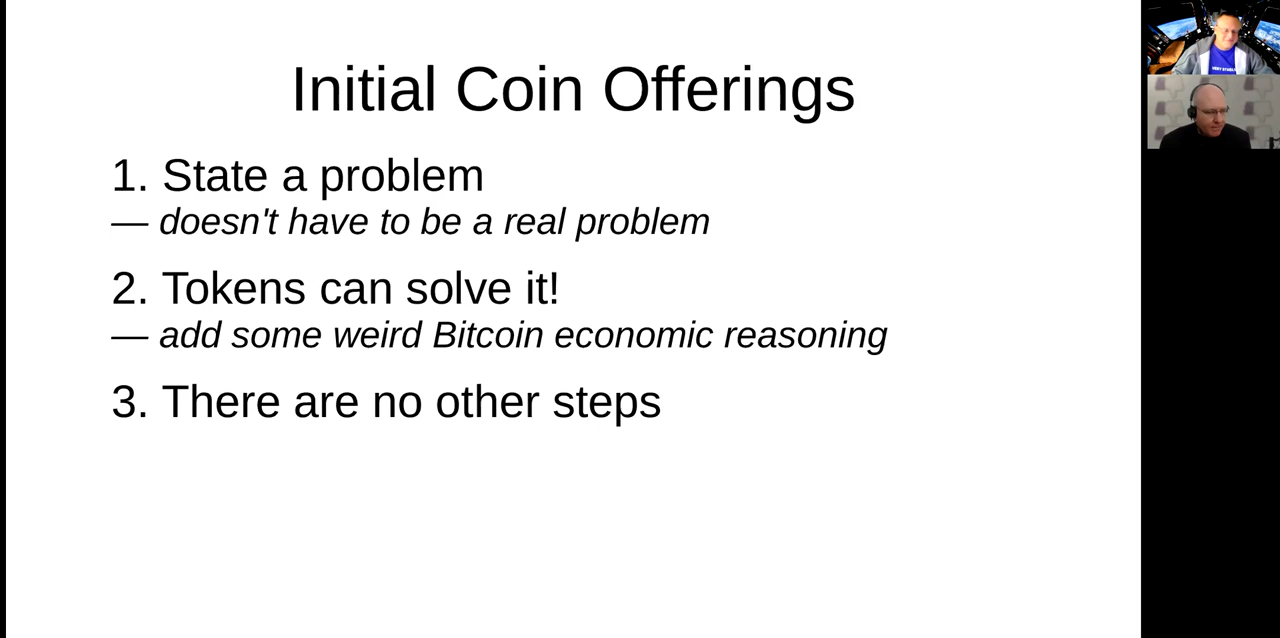 Initial Coin Offerings
1. State a problem
— doesn't have to be a real problem
2. Tokens can solve it!
— add some weird Bitcoin economic reasoning
3. There are no other steps